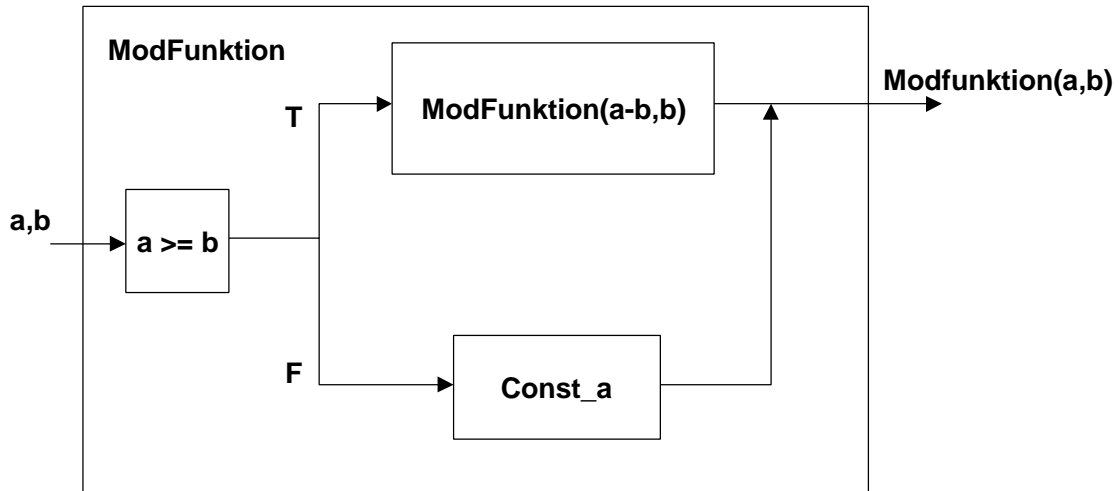 ModFunktion
Modfunktion(a,b)
T
ModFunktion(a-b,b)
a,b
a >= b
F
Const_a